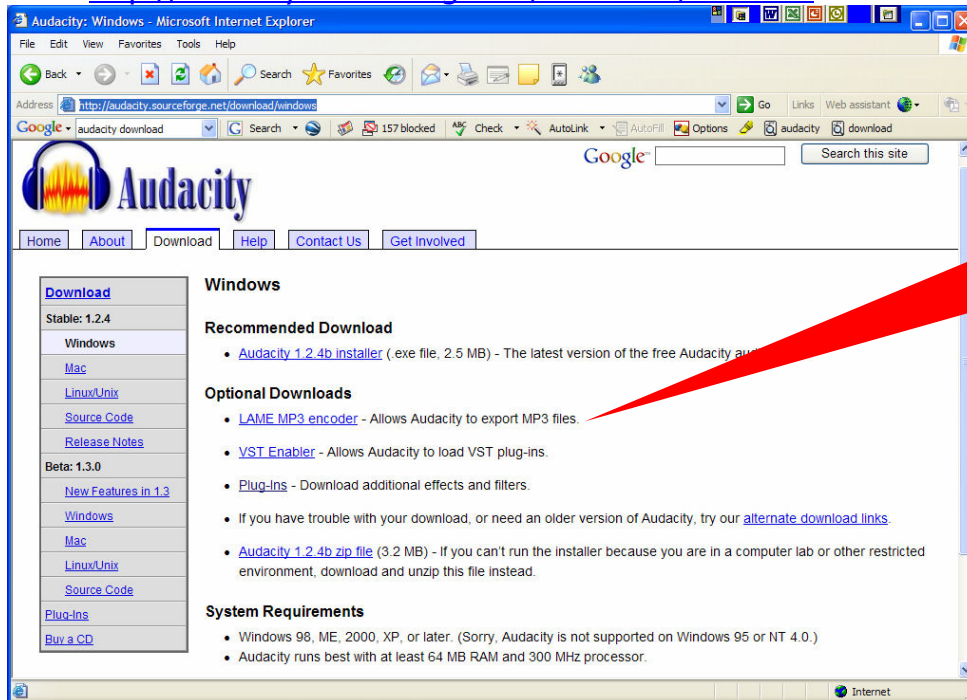 Audacity: Windows - Microsoft Internet Explorer
File Edit View Favorites Tools Help
Back Search Favorites
Address http://audacity.sourceforge.net/download/windows Go Links Web assistant
Google audacity download Search 157 blocked Check AutoLink AutoFill Options audacity download
Google Search this site
Audacity
Home About Download Help Contact Us Get Involved
Download
Stable: 1.2.4
Windows
Mac
Linux/Unix
Source Code
Release Notes
Beta: 1.3.0
New Features in 1.3
Windows
Mac
Linux/Unix
Source Code
Plug-Ins
Buy a CD
Windows
Recommended Download
• Audacity 1.2.4b installer (.exe file, 2.5 MB) - The latest version of the free Audacity
Optional Downloads
• LAME MP3 encoder - Allows Audacity to export MP3 files.
• VST Enabler - Allows Audacity to load VST plug-ins.
• Plug-Ins - Download additional effects and filters.
• If you have trouble with your download, or need an older version of Audacity, try our alternate download links.
• Audacity 1.2.4b zip file (3.2 MB) - If you can't run the installer because you are in a computer lab or other restricted
environment, download and unzip this file instead.
System Requirements
• Windows 98, ME, 2000, XP, or later. (Sorry, Audacity is not supported on Windows 95 or NT 4.0.)
• Audacity runs best with at least 64 MB RAM and 300 MHz processor.
Internet